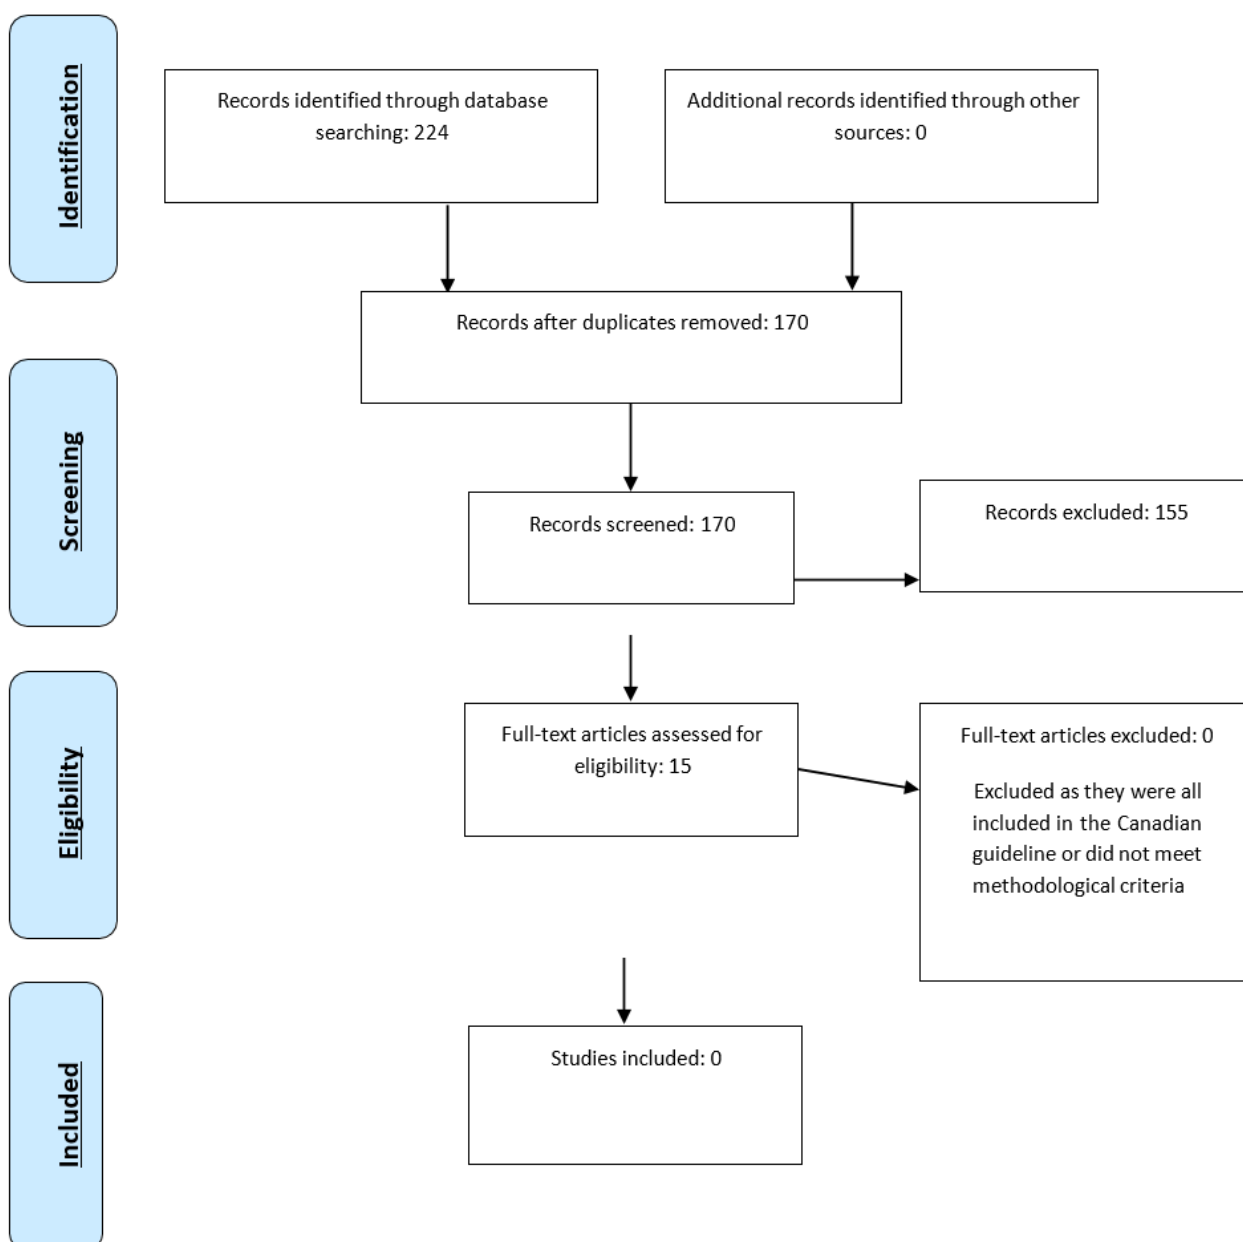 Identification
Records identified through database
searching: 224
Additional records identified through other
sources: 0
Records after duplicates removed: 170
Screening
Records screened: 170
Records excluded: 155
Eligibility
Full-text articles assessed for
eligibility: 15
Full-text articles excluded: 0
Excluded as they were all
included in the Canadian
guideline or did not meet
methodological criteria
Included
Studies included: 0